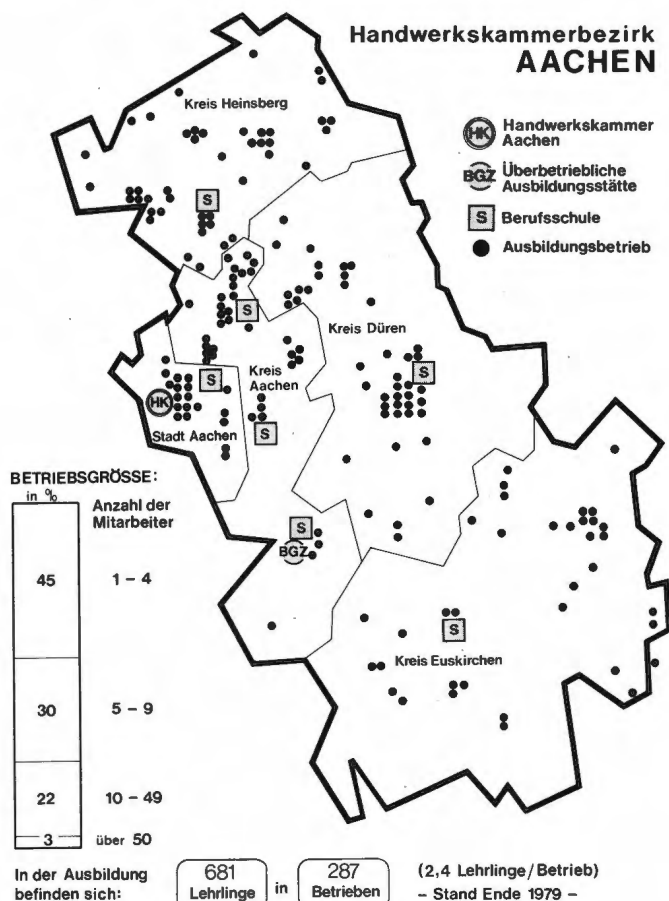 Handwerkskammerbezirk
AACHEN
HK Handwerkskammer
Aachen
BGZ Überbetriebliche
Ausbildungsstätte
S Berufsschule
Ausbildungsbetrieb
Kreis Heinsberg
S
S
Kreis Düren
Kreis
Aachen
S
S
HK
Stadt Aachen
S
S
BGZ
S
Kreis Euskirchen
BETRIEBSGRÖSSE:
in %
Anzahl der
Mitarbeiter
45 1 – 4
30 5 – 9
22 10 – 49
3 über 50
In der Ausbildung
befinden sich:
681
Lehrlinge
in
287
Betrieben
(2,4 Lehrlinge/Betrieb)
– Stand Ende 1979 –